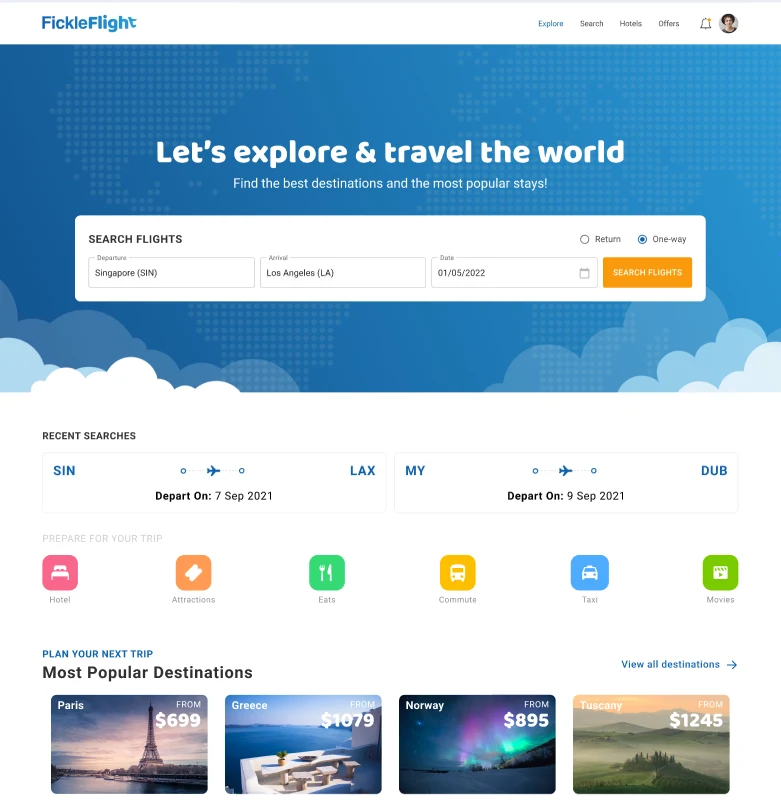 FickleFlight
Explore Search Hotels Offers
Let's explore & travel the world
Find the best destinations and the most popular stays!
SEARCH FLIGHTS
Return One-way
Departure
Singapore (SIN)
Arrival
Los Angeles (LA)
Date
01/05/2022
SEARCH FLIGHTS
RECENT SEARCHES
SIN LAX
Depart On: 7 Sep 2021
MY DUB
Depart On: 9 Sep 2021
PREPARE FOR YOUR TRIP
Hotel
Attractions
Eats
Commute
Taxi
Movies
PLAN YOUR NEXT TRIP
Most Popular Destinations
View all destinations
Paris
FROM
$699
Greece
FROM
$1079
Norway
FROM
$895
Tuscany
FROM
$1245